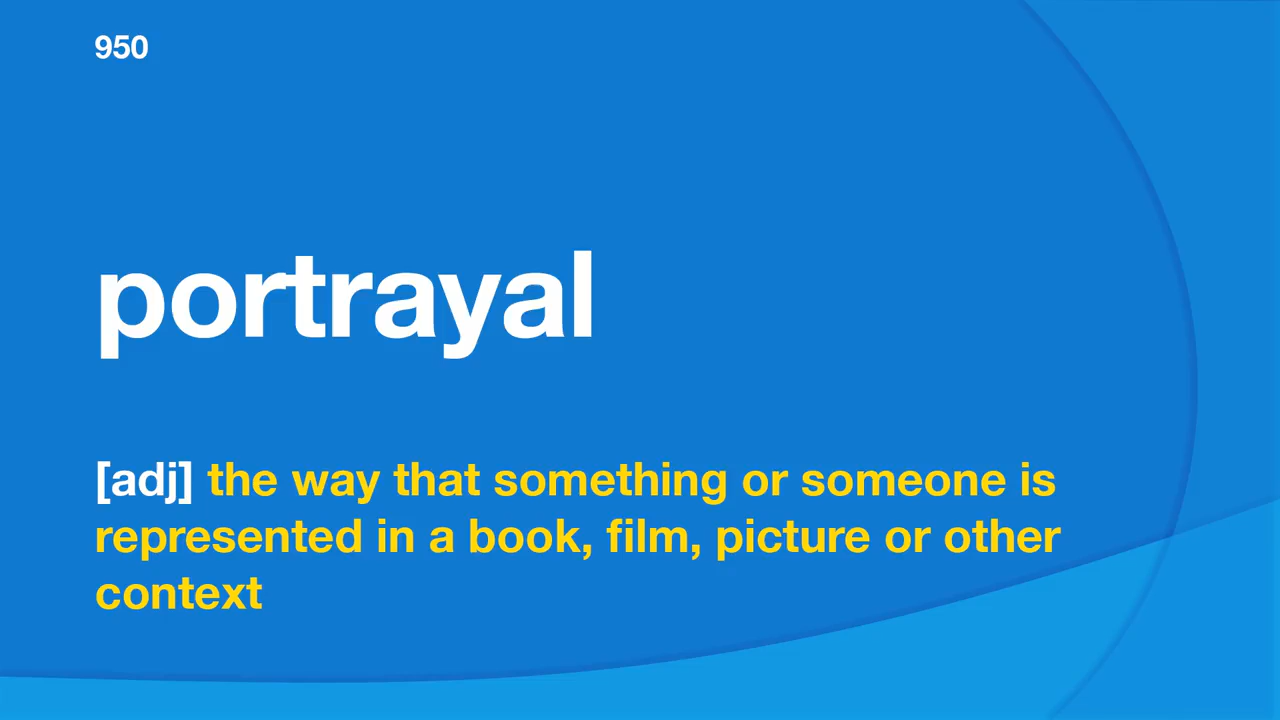 950
portrayal
[adj] the way that something or someone is
represented in a book, film, picture or other
context